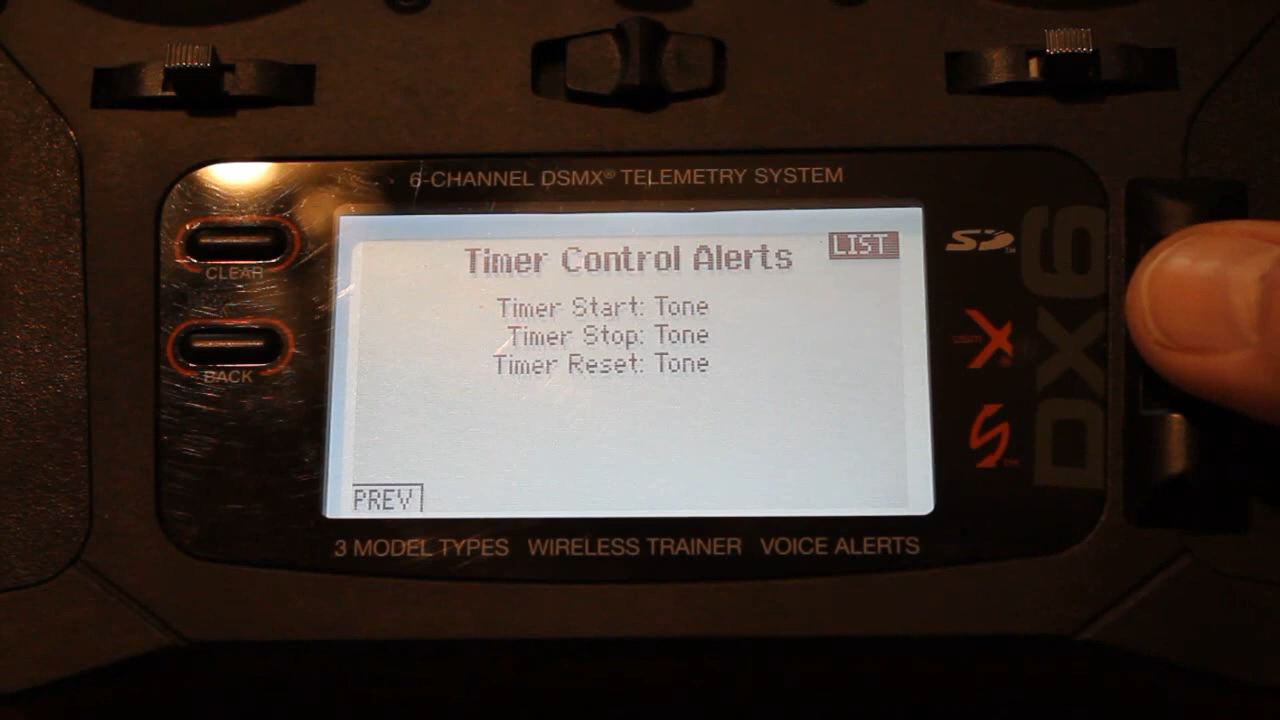 6-CHANNEL DSMX® TELEMETRY SYSTEM
CLEAR
BACK
LIST
Timer Control Alerts
Timer Start: Tone
Timer Stop: Tone
Timer Reset: Tone
PREV
SD
DX6
3 MODEL TYPES WIRELESS TRAINER VOICE ALERTS